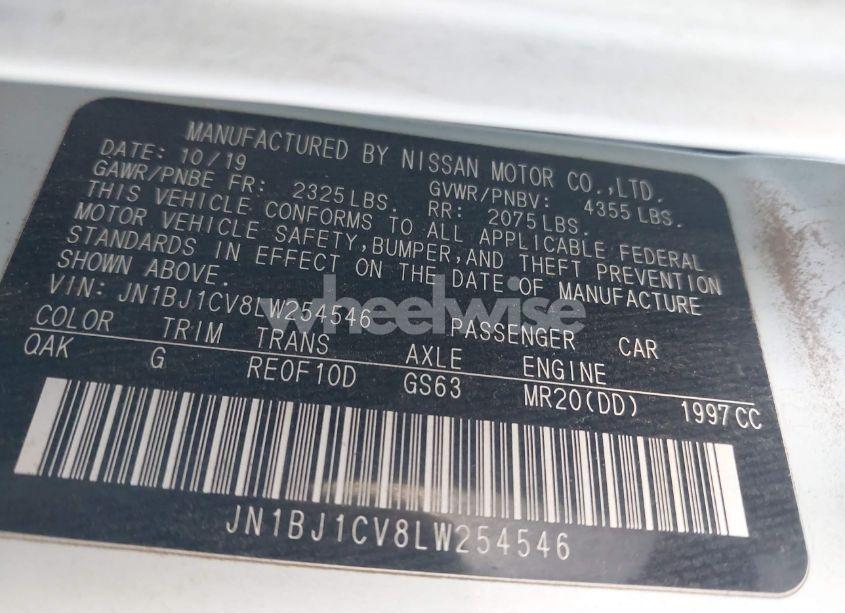 MANUFACTURED BY NISSAN MOTOR CO.,LTD.
DATE: 10/19 GVWR/PNBV: 4355 LBS.
GAWR/PNBE FR: 2325 LBS. RR: 2075 LBS.
THIS VEHICLE CONFORMS TO ALL APPLICABLE FEDERAL
MOTOR VEHICLE SAFETY,BUMPER,AND THEFT PREVENTION
STANDARDS IN EFFECT ON THE DATE OF MANUFACTURE
SHOWN ABOVE.
VIN: JN1BJ1CV8LW254546 PASSENGER CAR
COLOR TRIM TRANS AXLE ENGINE
QAK G RE0F10D GS63 MR20(DD) 1997CC
JN1BJ1CV8LW254546
wheelwise